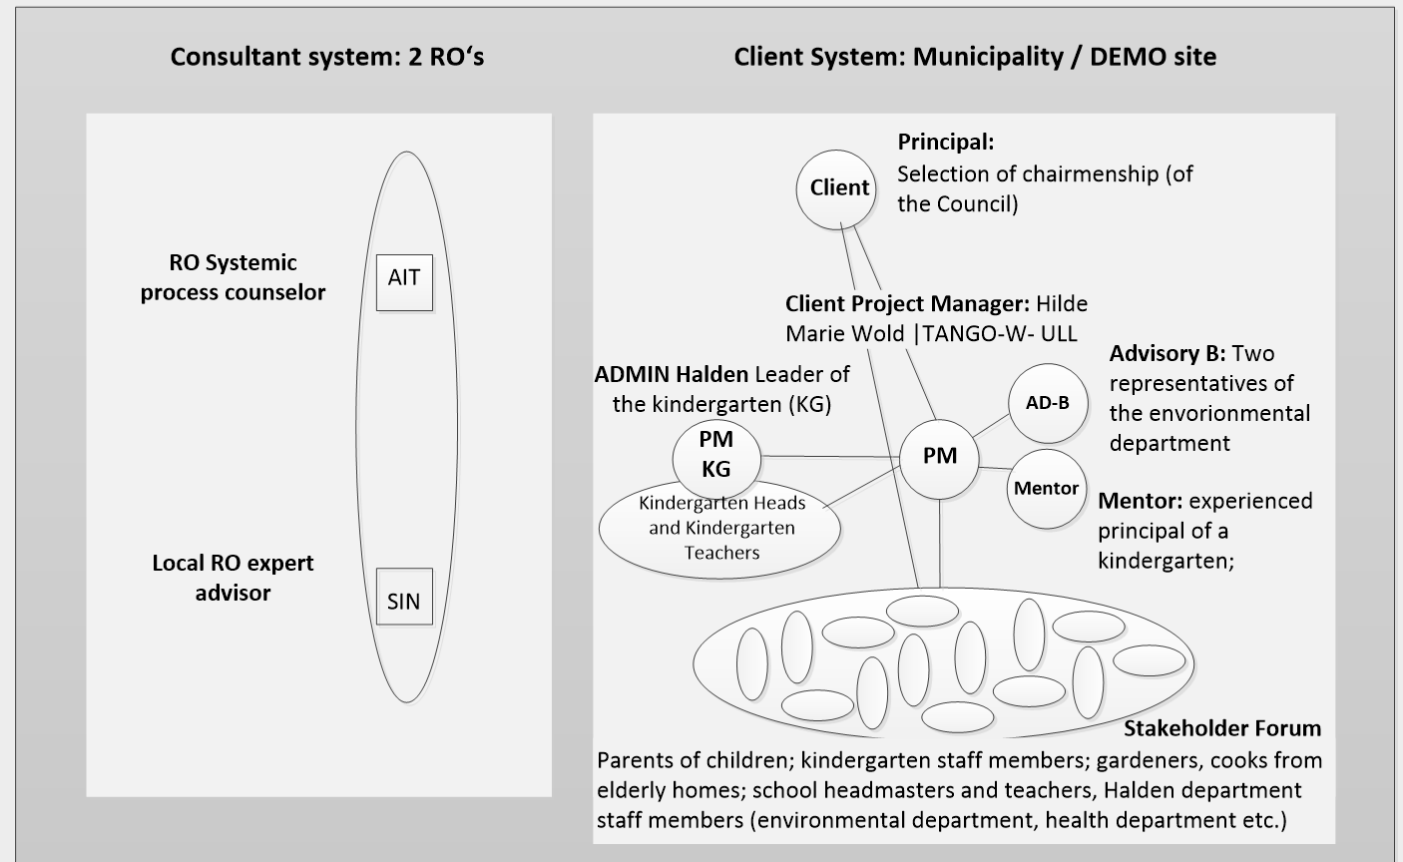 Consultant system: 2 RO‘s
RO Systemic
process counselor
AIT
Local RO expert
advisor
SIN
Client System: Municipality / DEMO site
Client
Principal:
Selection of chairmenship (of
the Council)
Client Project Manager: Hilde
Marie Wold |TANGO-W- ULL
ADMIN Halden Leader of
the kindergarten (KG)
PM
KG
Kindergarten Heads
and Kindergarten
Teachers
PM
AD-B
Advisory B: Two
representatives of
the envorionmental
department
Mentor
Mentor: experienced
principal of a
kindergarten;
Stakeholder Forum
Parents of children; kindergarten staff members; gardeners, cooks from
elderly homes; school headmasters and teachers, Halden department
staff members (environmental department, health department etc.)